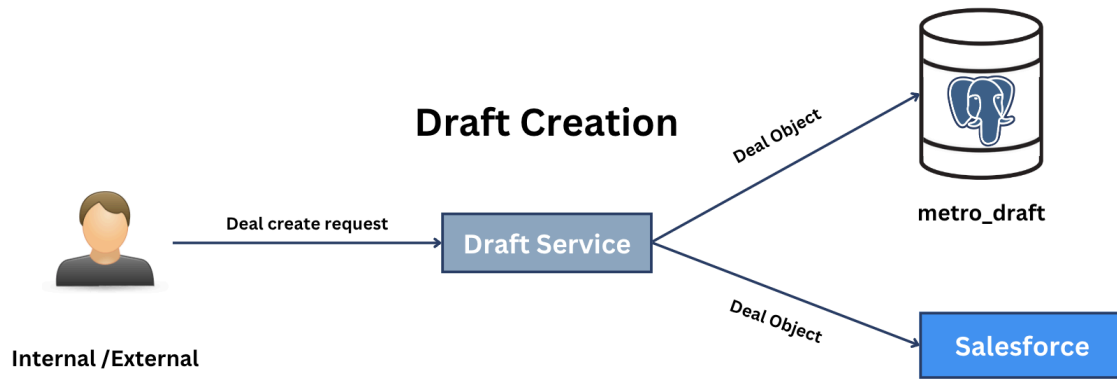 Draft Creation
Deal create request
Draft Service
Deal Object
metro_draft
Deal Object
Salesforce
Internal /External